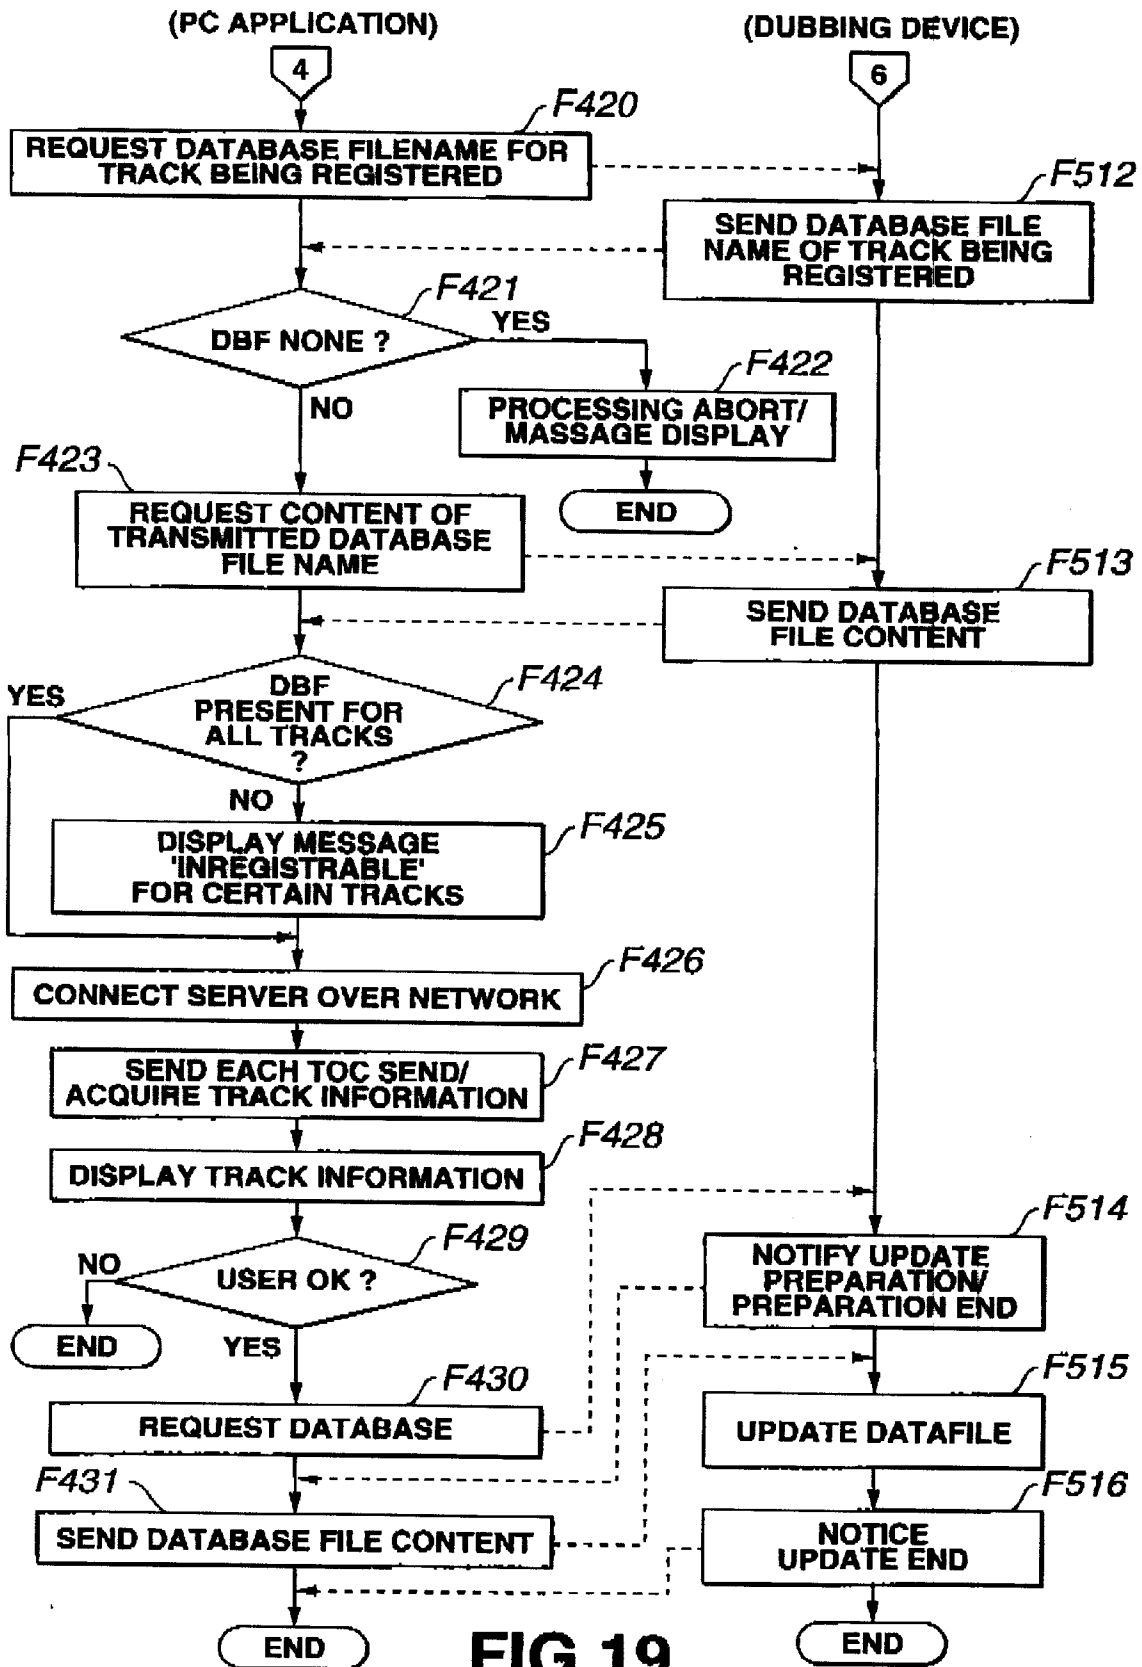 (PC APPLICATION)
(DUBBING DEVICE)
4
6
F420
REQUEST DATABASE FILENAME FOR
TRACK BEING REGISTERED
F512
SEND DATABASE FILE
NAME OF TRACK BEING
REGISTERED
F421
DBF NONE ?
YES
NO
F422
PROCESSING ABORT/
MASSAGE DISPLAY
END
F423
REQUEST CONTENT OF
TRANSMITTED DATABASE
FILE NAME
F513
SEND DATABASE
FILE CONTENT
F424
YES
DBF
PRESENT FOR
ALL TRACKS
?
NO
F425
DISPLAY MESSAGE
'INREGISTRABLE'
FOR CERTAIN TRACKS
F426
CONNECT SERVER OVER NETWORK
F427
SEND EACH TOC SEND/
ACQUIRE TRACK INFORMATION
F428
DISPLAY TRACK INFORMATION
F514
NOTIFY UPDATE
PREPARATION/
PREPARATION END
F429
NO
USER OK ?
END
YES
F430
REQUEST DATABASE
F515
UPDATE DATAFILE
F431
SEND DATABASE FILE CONTENT
F516
NOTICE
UPDATE END
END
END
FIG.19